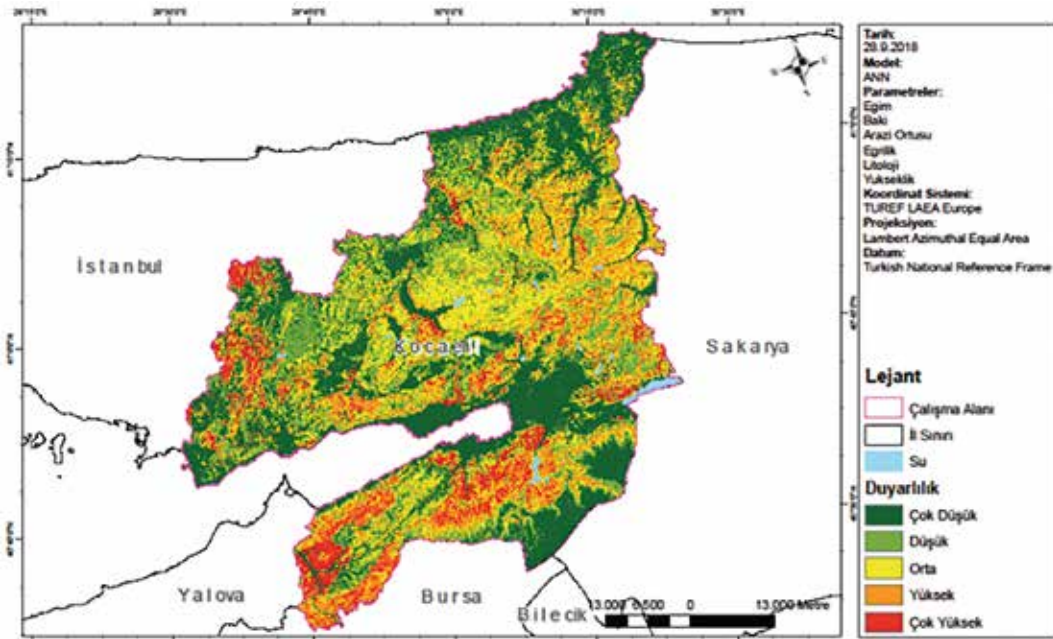 Tarih:
28.9.2018
Model:
ANN
Parametreler:
Egim
Baki
Arazi Ortusu
Egrilik
Litoloji
Yukseklik
Koordinat Sistemi:
TUREF LAEA Europe
Projeksiyon:
Lambert Azimuthal Equal Area
Datum:
Turkish National Reference Frame
İstanbul
Kocaeli
Sakarya
Yalova
Bursa
Bilecik
13.000 6.500 0 13.000 Metre
Lejant
Çalışma Alanı
İl Sınırı
Su
Duyarlılık
Çok Düşük
Düşük
Orta
Yüksek
Çok Yüksek